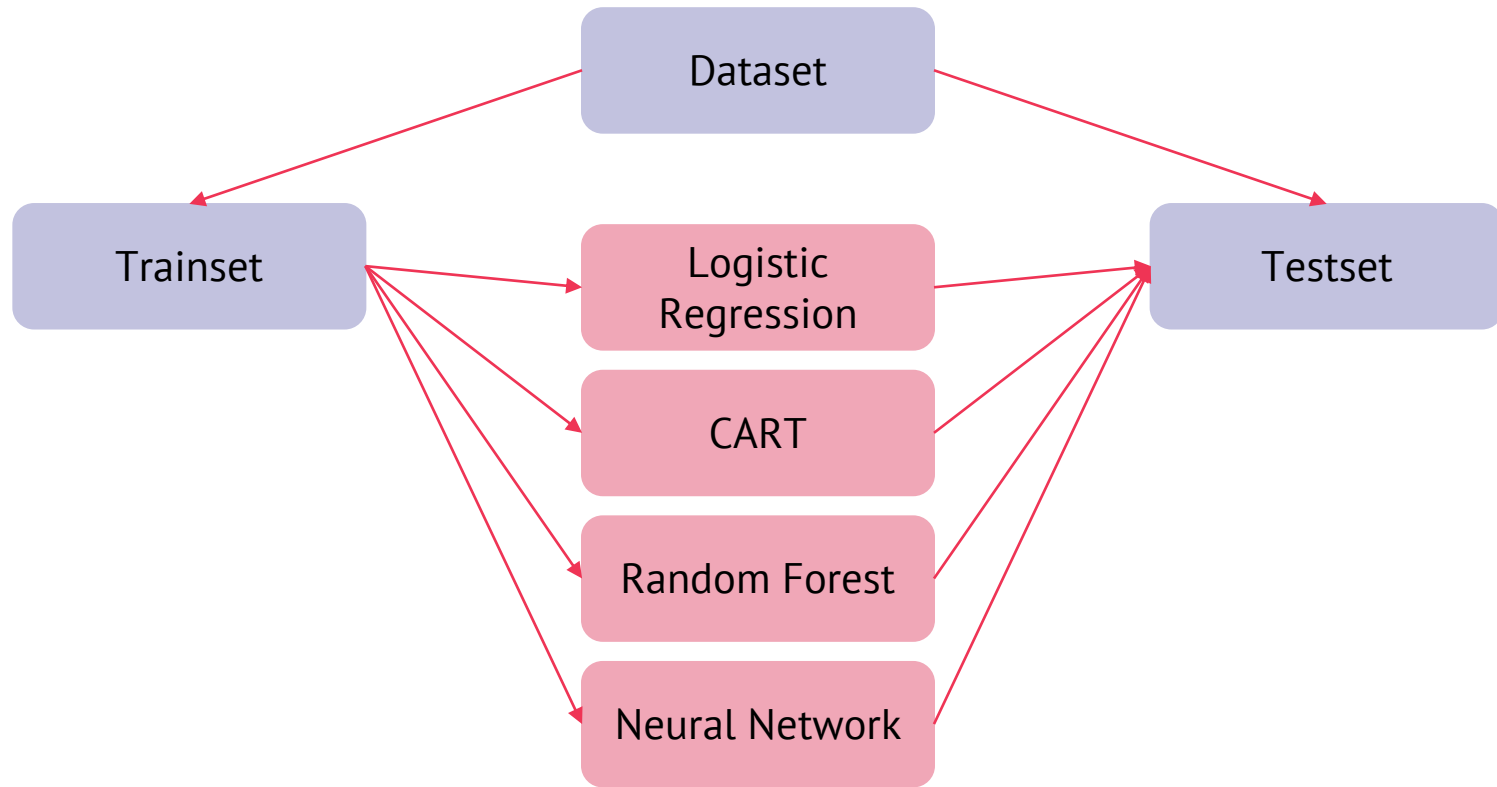 Dataset
Trainset
Logistic
Regression
Testset
CART
Random Forest
Neural Network